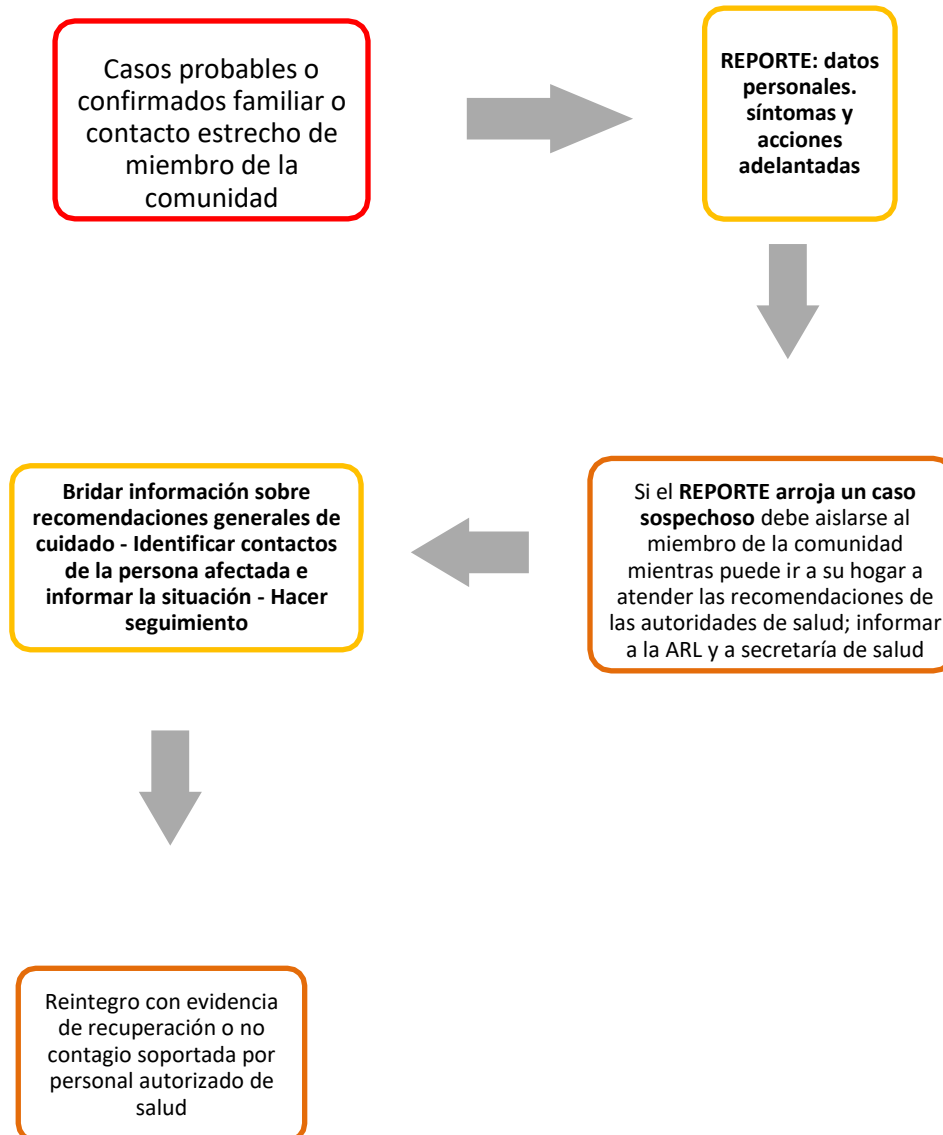 Casos probables o
confirmados familiar o
contacto estrecho de
miembro de la
comunidad
REPORTE: datos
personales.
síntomas y
acciones
adelantadas
Si el REPORTE arroja un caso
sospechoso debe aislarse al
miembro de la comunidad
mientras puede ir a su hogar a
atender las recomendaciones de
las autoridades de salud; informar
a la ARL y a secretaría de salud
Bridar información sobre
recomendaciones generales de
cuidado - Identificar contactos
de la persona afectada e
informar la situación - Hacer
seguimiento
Reintegro con evidencia
de recuperación o no
contagio soportada por
personal autorizado de
salud